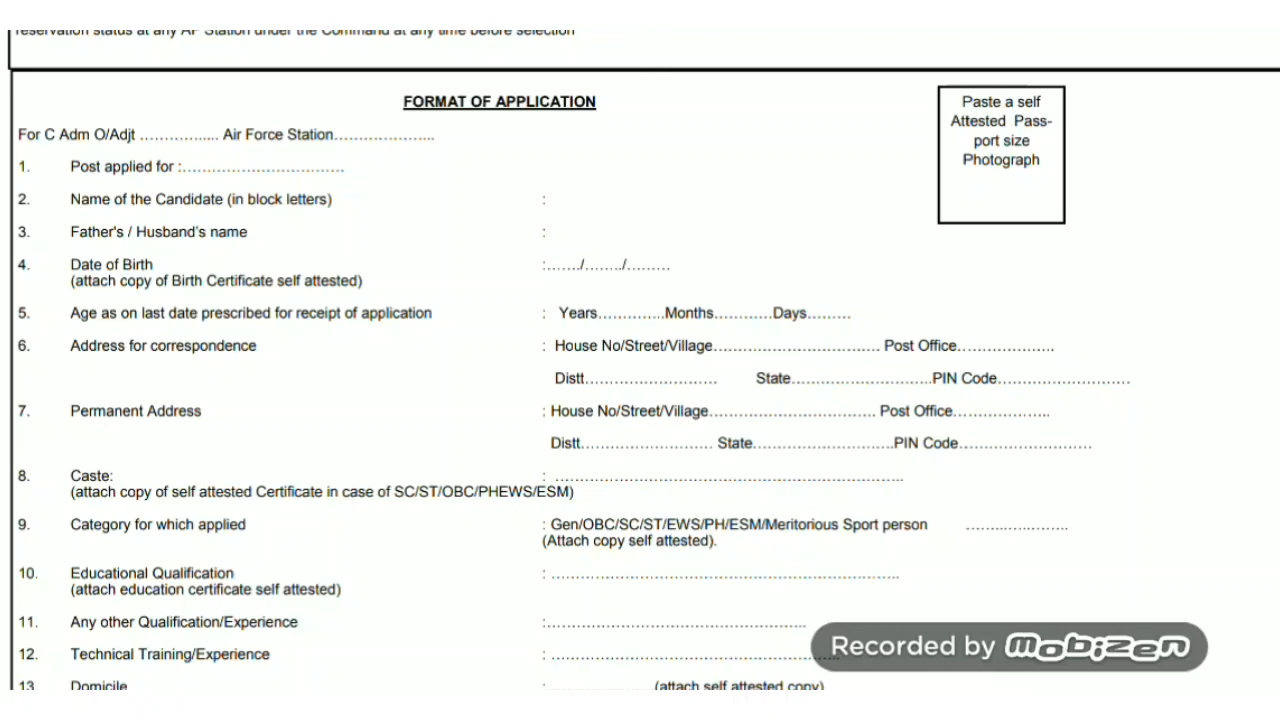 reservation status at any AF Station under the Command at any time before selection
FORMAT OF APPLICATION
Paste a self
Attested Pass-
port size
Photograph
For C Adm O/Adjt ................ Air Force Station....................
1. Post applied for :................................
2. Name of the Candidate (in block letters) :
3. Father's / Husband's name :
4. Date of Birth :......./......../.........
(attach copy of Birth Certificate self attested)
5. Age as on last date prescribed for receipt of application : Years.............Months............Days.........
6. Address for correspondence : House No/Street/Village................................. Post Office...................
Distt.......................... State............................PIN Code..........................
7. Permanent Address : House No/Street/Village................................. Post Office...................
Distt.......................... State............................PIN Code..........................
8. Caste: : .....................................................................
(attach copy of self attested Certificate in case of SC/ST/OBC/PHEWS/ESM)
9. Category for which applied : Gen/OBC/SC/ST/EWS/PH/ESM/Meritorious Sport person ....................
(Attach copy self attested).
10. Educational Qualification : .....................................................................
(attach education certificate self attested)
11. Any other Qualification/Experience :...................................................
12. Technical Training/Experience : .........................................................
13 Domicile :..................... (attach self attested copy)
Recorded by mobizen